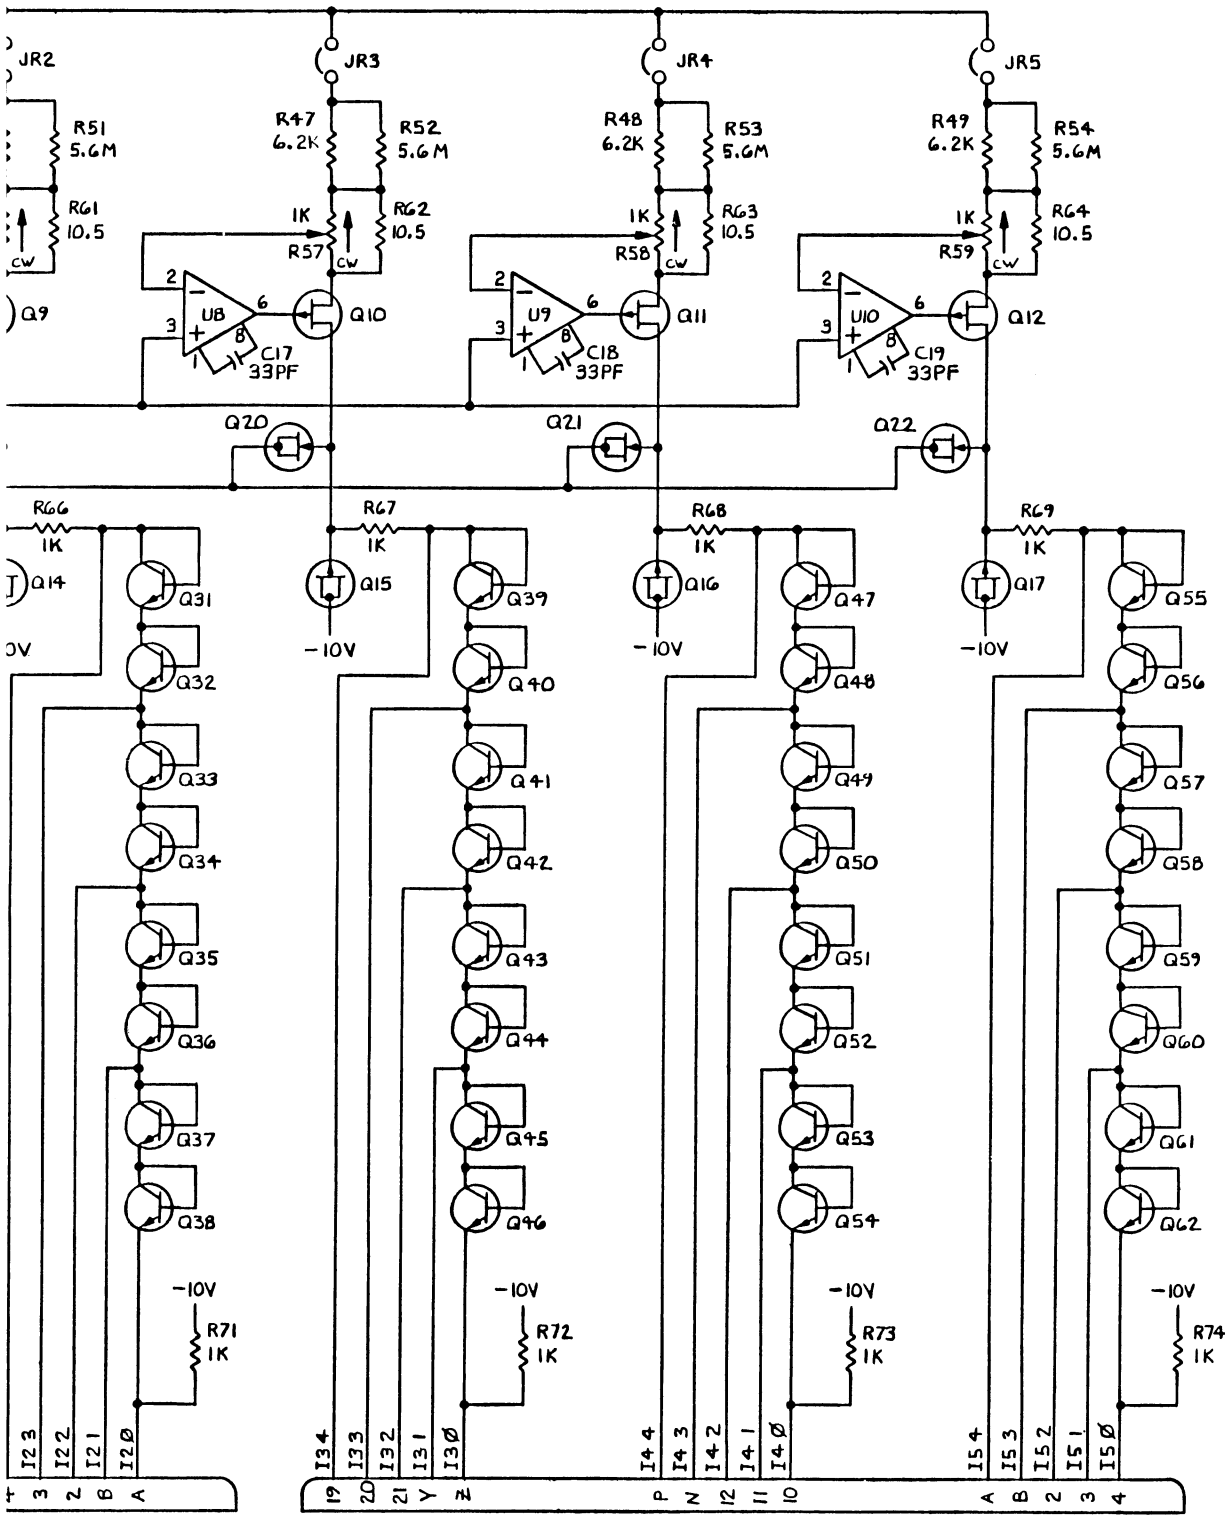 JR2 JR3 JR4 JR5
R51 5.6M
R47 6.2K
R52 5.6M
R48 6.2K
R53 5.6M
R49 6.2K
R54 5.6M
R61 10.5
CW
1K R57
CW
R62 10.5
1K R58
CW
R63 10.5
1K R59
CW
R64 10.5
Q9
2 3 6 1 8 − + U8
Q10
C17 33PF
2 3 6 1 8 − + U9
Q11
C18 33PF
2 3 6 1 8 − + U10
Q12
C19 33PF
Q20 Q21 Q22
R66 1K
R67 1K
R68 1K
R69 1K
Q14 Q31 Q15 Q39 Q16 Q47 Q17 Q55
0V -10V -10V -10V
Q32 Q40 Q48 Q56
Q33 Q41 Q49 Q57
Q34 Q42 Q50 Q58
Q35 Q43 Q51 Q59
Q36 Q44 Q52 Q60
Q37 Q45 Q53 Q61
Q38 Q46 Q54 Q62
-10V -10V -10V -10V
R71 1K
R72 1K
R73 1K
R74 1K
I23 I22 I21 I2Ø
I34 I33 I32 I31 I3Ø
I44 I43 I42 I41 I4Ø
I54 I53 I52 I51 I5Ø
4 3 2 B A
19 20 21 Y Z
P N 12 11 10
A B 2 3 4